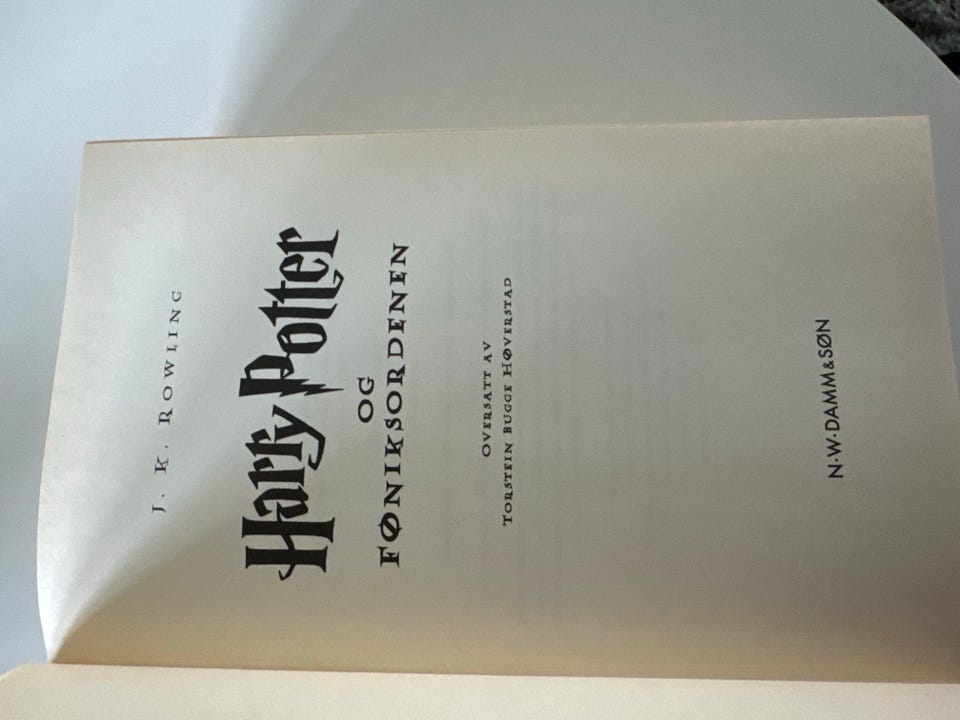 J. K. ROWLING
Harry Potter
OG
FØNIKSORDENEN
OVERSATT AV
TORSTEIN BUGGE HØVERSTAD
N·W·DAMM&SØN